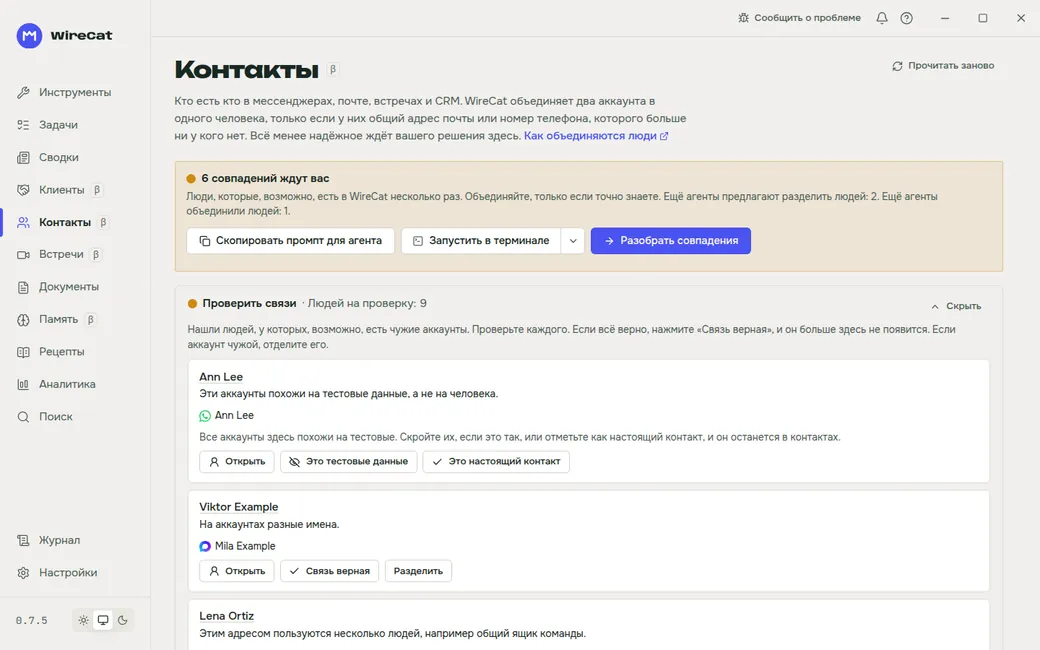 WireCat
Сообщить о проблеме
Инструменты
Задачи
Сводки
Клиенты β
Контакты β
Встречи β
Документы
Память β
Рецепты
Аналитика
Поиск
Журнал
Настройки
0.7.5
Контакты β
Прочитать заново
Кто есть кто в мессенджерах, почте, встречах и CRM. WireCat объединяет два аккаунта в
одного человека, только если у них общий адрес почты или номер телефона, которого больше
ни у кого нет. Всё менее надёжное ждёт вашего решения здесь. Как объединяются люди
6 совпадений ждут вас
Люди, которые, возможно, есть в WireCat несколько раз. Объединяйте, только если точно знаете. Ещё агенты предлагают разделить людей: 2. Ещё агенты
объединили людей: 1.
Скопировать промпт для агента
Запустить в терминале
Разобрать совпадения
Проверить связи · Людей на проверку: 9
Скрыть
Нашли людей, у которых, возможно, есть чужие аккаунты. Проверьте каждого. Если всё верно, нажмите «Связь верная», и он больше здесь не появится. Если
аккаунт чужой, отделите его.
Ann Lee
Эти аккаунты похожи на тестовые данные, а не на человека.
Ann Lee
Все аккаунты здесь похожи на тестовые. Скройте их, если это так, или отметьте как настоящий контакт, и он останется в контактах.
Открыть
Это тестовые данные
Это настоящий контакт
Viktor Example
На аккаунтах разные имена.
Mila Example
Открыть
Связь верная
Разделить
Lena Ortiz
Этим адресом пользуются несколько людей, например общий ящик команды.